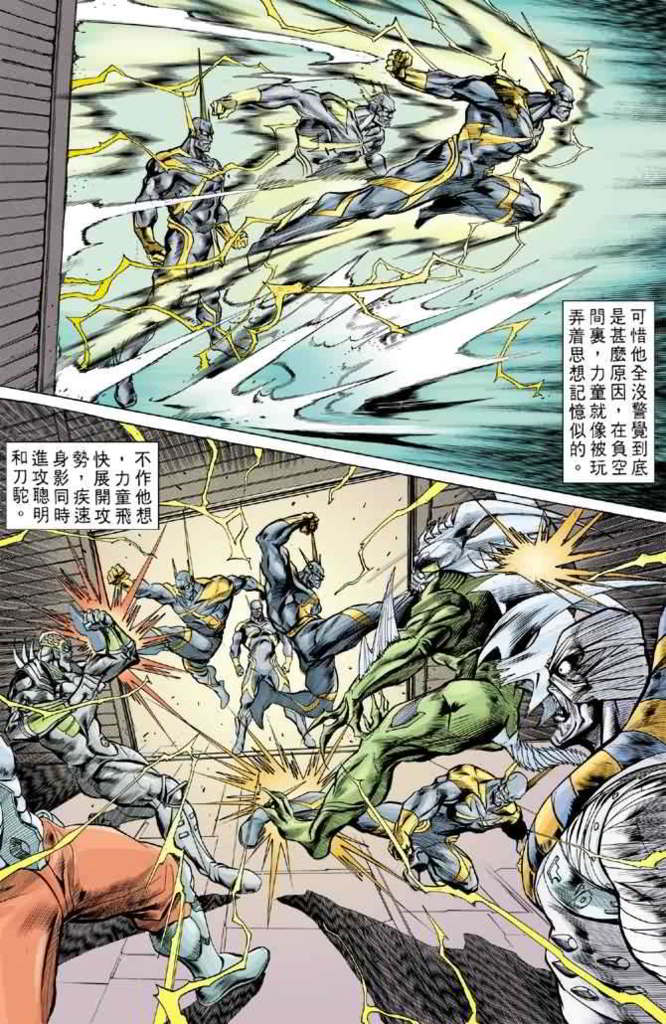 可惜他全沒警覺到底
是甚麼原因，在負空
間裏，力童就像被玩
弄着思想記憶似的。
不作他想
，力童飛
快展開攻
勢，疾速
身影同時
進攻聰明
和刀駝。